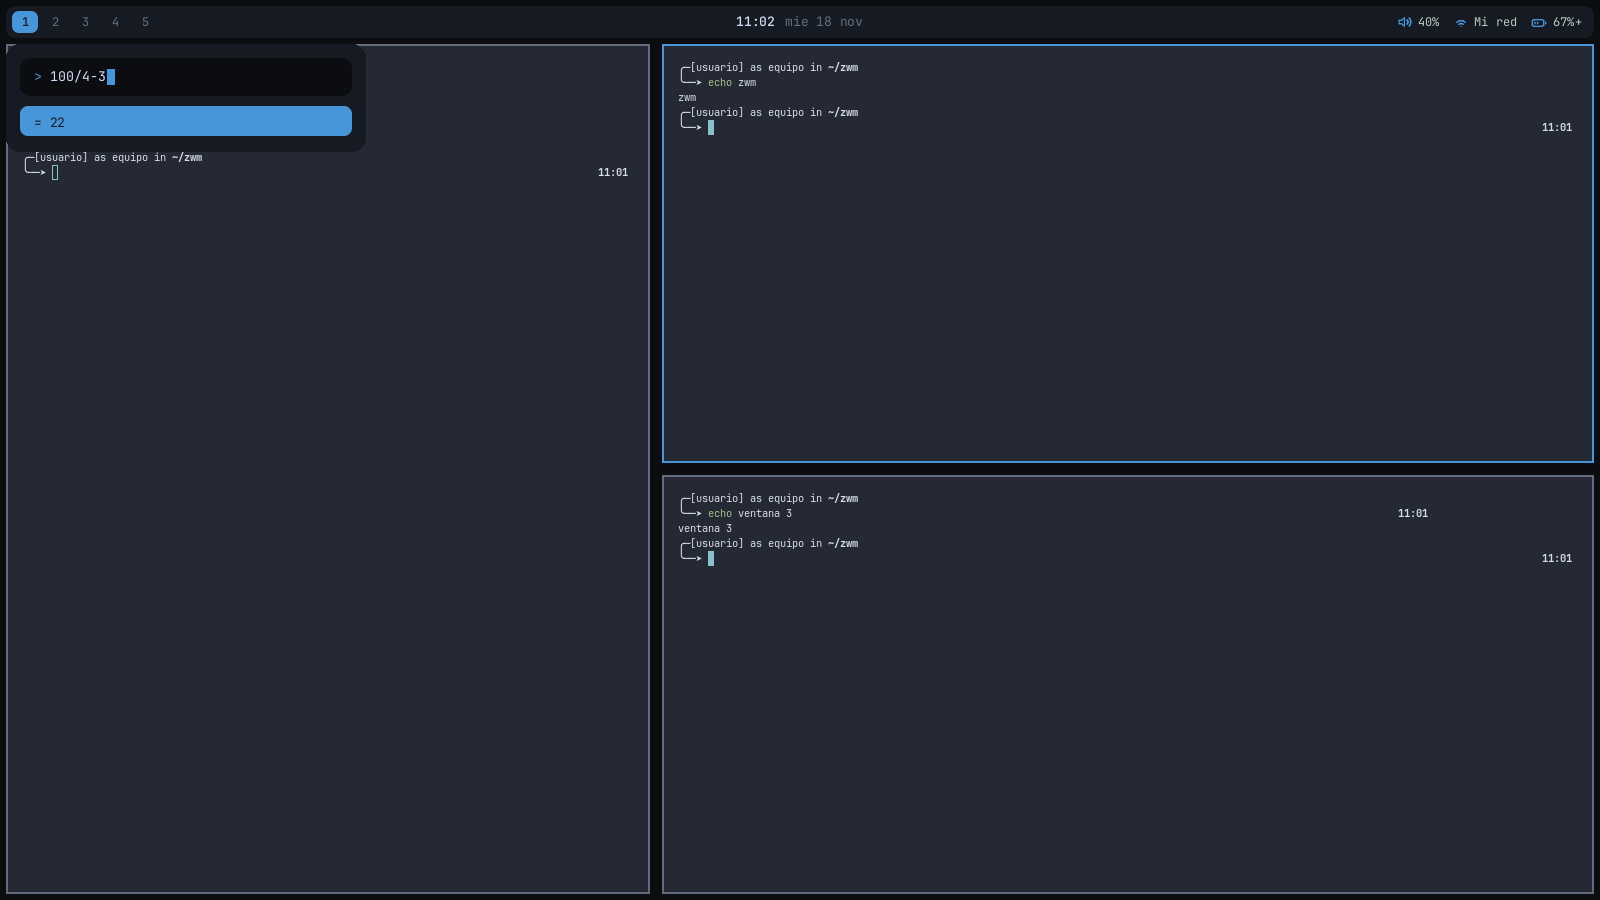 1 2 3 4 5
11:02 mie 18 nov
40% Mi red 67%+
> 100/4-3
= 22
[usuario] as equipo in ~/zwm
11:01
[usuario] as equipo in ~/zwm
echo zwm
zwm
[usuario] as equipo in ~/zwm
11:01
[usuario] as equipo in ~/zwm
echo ventana 3 11:01
ventana 3
[usuario] as equipo in ~/zwm
11:01